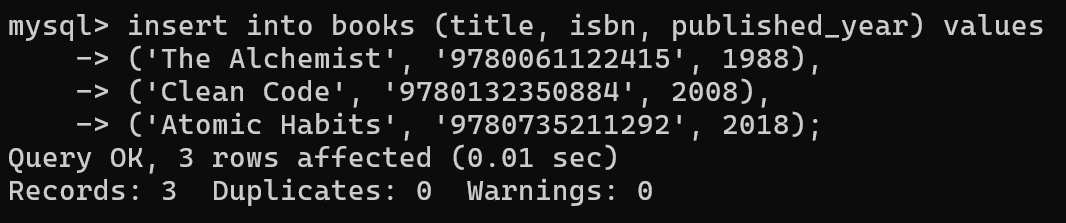 mysql> insert into books (title, isbn, published_year) values
    -> ('The Alchemist', '9780061122415', 1988),
    -> ('Clean Code', '9780132350884', 2008),
    -> ('Atomic Habits', '9780735211292', 2018);
Query OK, 3 rows affected (0.01 sec)
Records: 3  Duplicates: 0  Warnings: 0